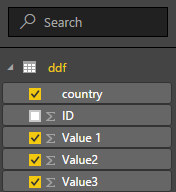 Search
ddf
country
ID
Value 1
Value2
Value3